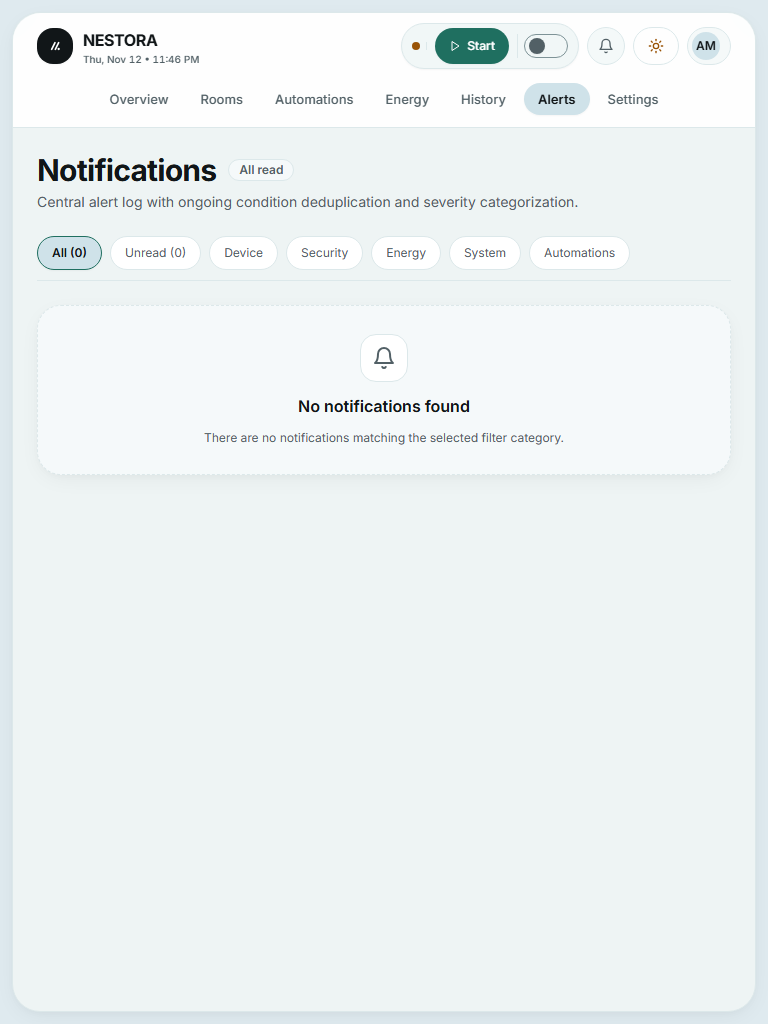 NESTORA
Thu, Nov 12 • 11:46 PM
Start
AM
Overview Rooms Automations Energy History Alerts Settings
Notifications All read
Central alert log with ongoing condition deduplication and severity categorization.
All (0) Unread (0) Device Security Energy System Automations
No notifications found
There are no notifications matching the selected filter category.